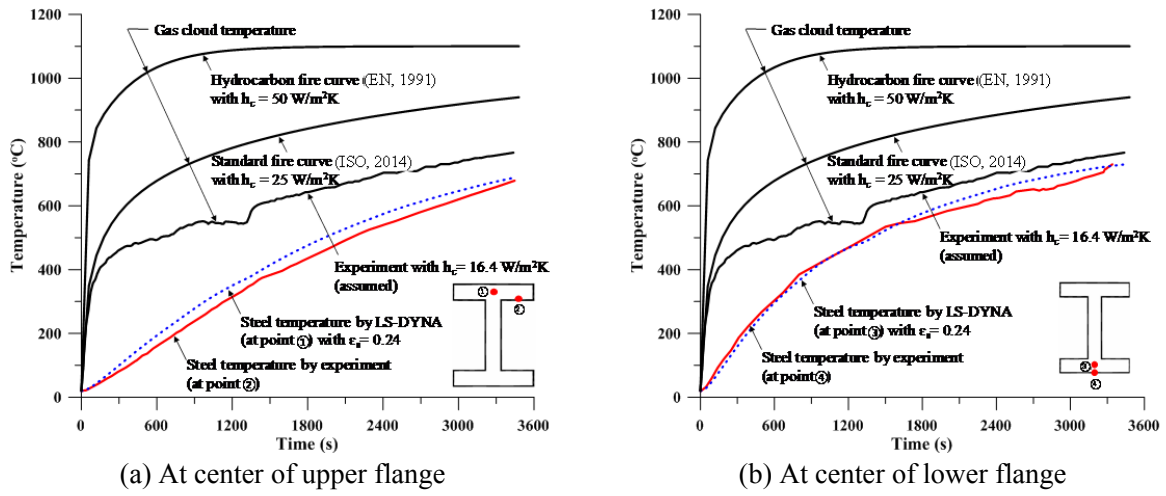 1200
1000
800
600
400
200
0
Temperature (°C)
0 600 1200 1800 2400 3000 3600
Time (s)
Gas cloud temperature
Hydrocarbon fire curve (EN, 1991)
with hc = 50 W/m²K
Standard fire curve (ISO, 2014)
with hc = 25 W/m²K
Experiment with hc = 16.4 W/m²K
(assumed)
Steel temperature by LS-DYNA
(at point ①) with εs = 0.24
Steel temperature by experiment
(at point ②)
①
②
(a) At center of upper flange
1200
1000
800
600
400
200
0
Temperature (°C)
0 600 1200 1800 2400 3000 3600
Time (s)
Gas cloud temperature
Hydrocarbon fire curve (EN, 1991)
with hc = 50 W/m²K
Standard fire curve (ISO, 2014)
with hc = 25 W/m²K
Experiment with hc = 16.4 W/m²K
(assumed)
Steel temperature by LS-DYNA
(at point ③) with εs = 0.24
Steel temperature by experiment
(at point ④)
③
④
(b) At center of lower flange